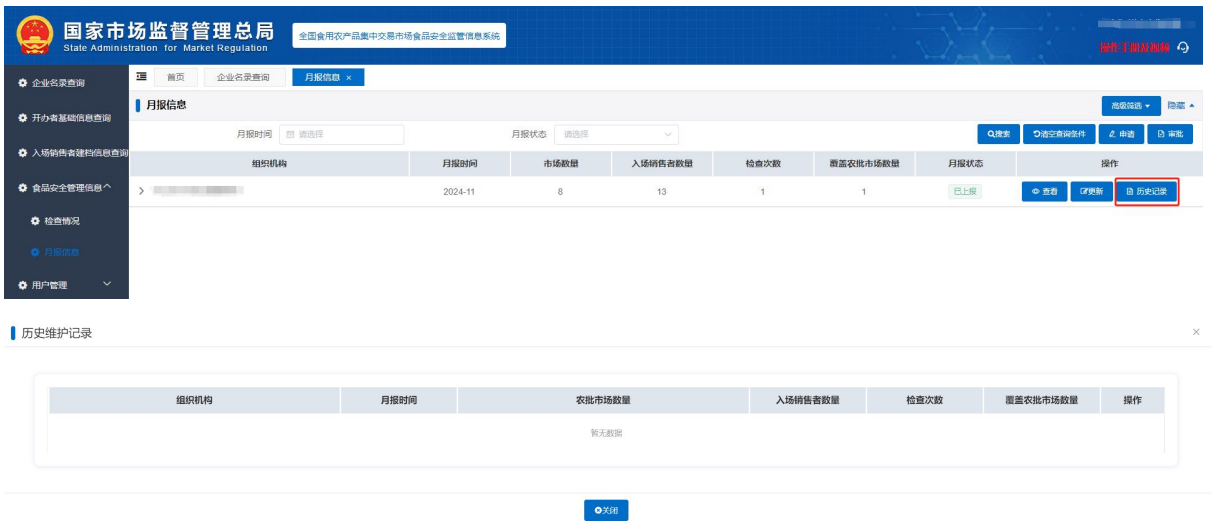 国家市场监督管理总局
State Administration for Market Regulation
全国食用农产品集中交易市场食品安全监管信息系统
操作手册及视频
企业名录查询
开办者基础信息查询
入场销售者建档信息查询
食品安全管理信息
检查情况
月报信息
用户管理
首页 企业名录查询 月报信息 ×
月报信息 高级筛选 隐藏
月报时间 请选择 月报状态 请选择 搜索 清空查询条件 申请 审批
组织机构 月报时间 市场数量 入场销售者数量 检查次数 覆盖农批市场数量 月报状态 操作
2024-11 8 13 1 1 已上报 查看 更新 历史记录
历史维护记录 ×
组织机构 月报时间 农批市场数量 入场销售者数量 检查次数 覆盖农批市场数量 操作
暂无数据
关闭